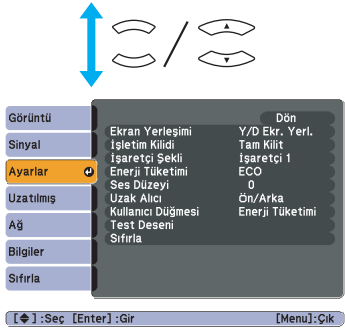 Görüntü
Sinyal
Ayarlar
Uzatılmış
Ağ
Bilgiler
Sıfırla
Dön
Ekran Yerleşimi Y/D Ekr. Yerl.
İşletim Kilidi Tam Kilit
İşaretçi Şekli İşaretçi 1
Enerji Tüketimi ECO
Ses Düzeyi 0
Uzak Alıcı Ön/Arka
Kullanıcı Düğmesi Enerji Tüketimi
Test Deseni
Sıfırla
[◆] :Seç [Enter] :Gir [Menu]:Çık